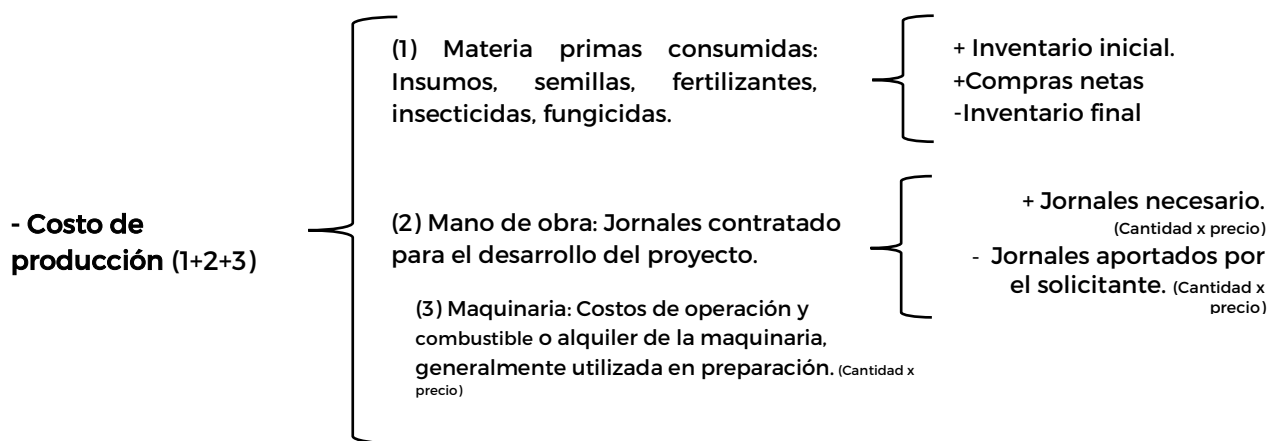 - Costo de
producción (1+2+3)
(1) Materia primas consumidas:
Insumos, semillas, fertilizantes,
insecticidas, fungicidas.
+ Inventario inicial.
+Compras netas
-Inventario final
(2) Mano de obra: Jornales contratado
para el desarrollo del proyecto.
+ Jornales necesario.
(Cantidad x precio)
- Jornales aportados por
el solicitante. (Cantidad x
precio)
(3) Maquinaria: Costos de operación y
combustible o alquiler de la maquinaria,
generalmente utilizada en preparación. (Cantidad x
precio)